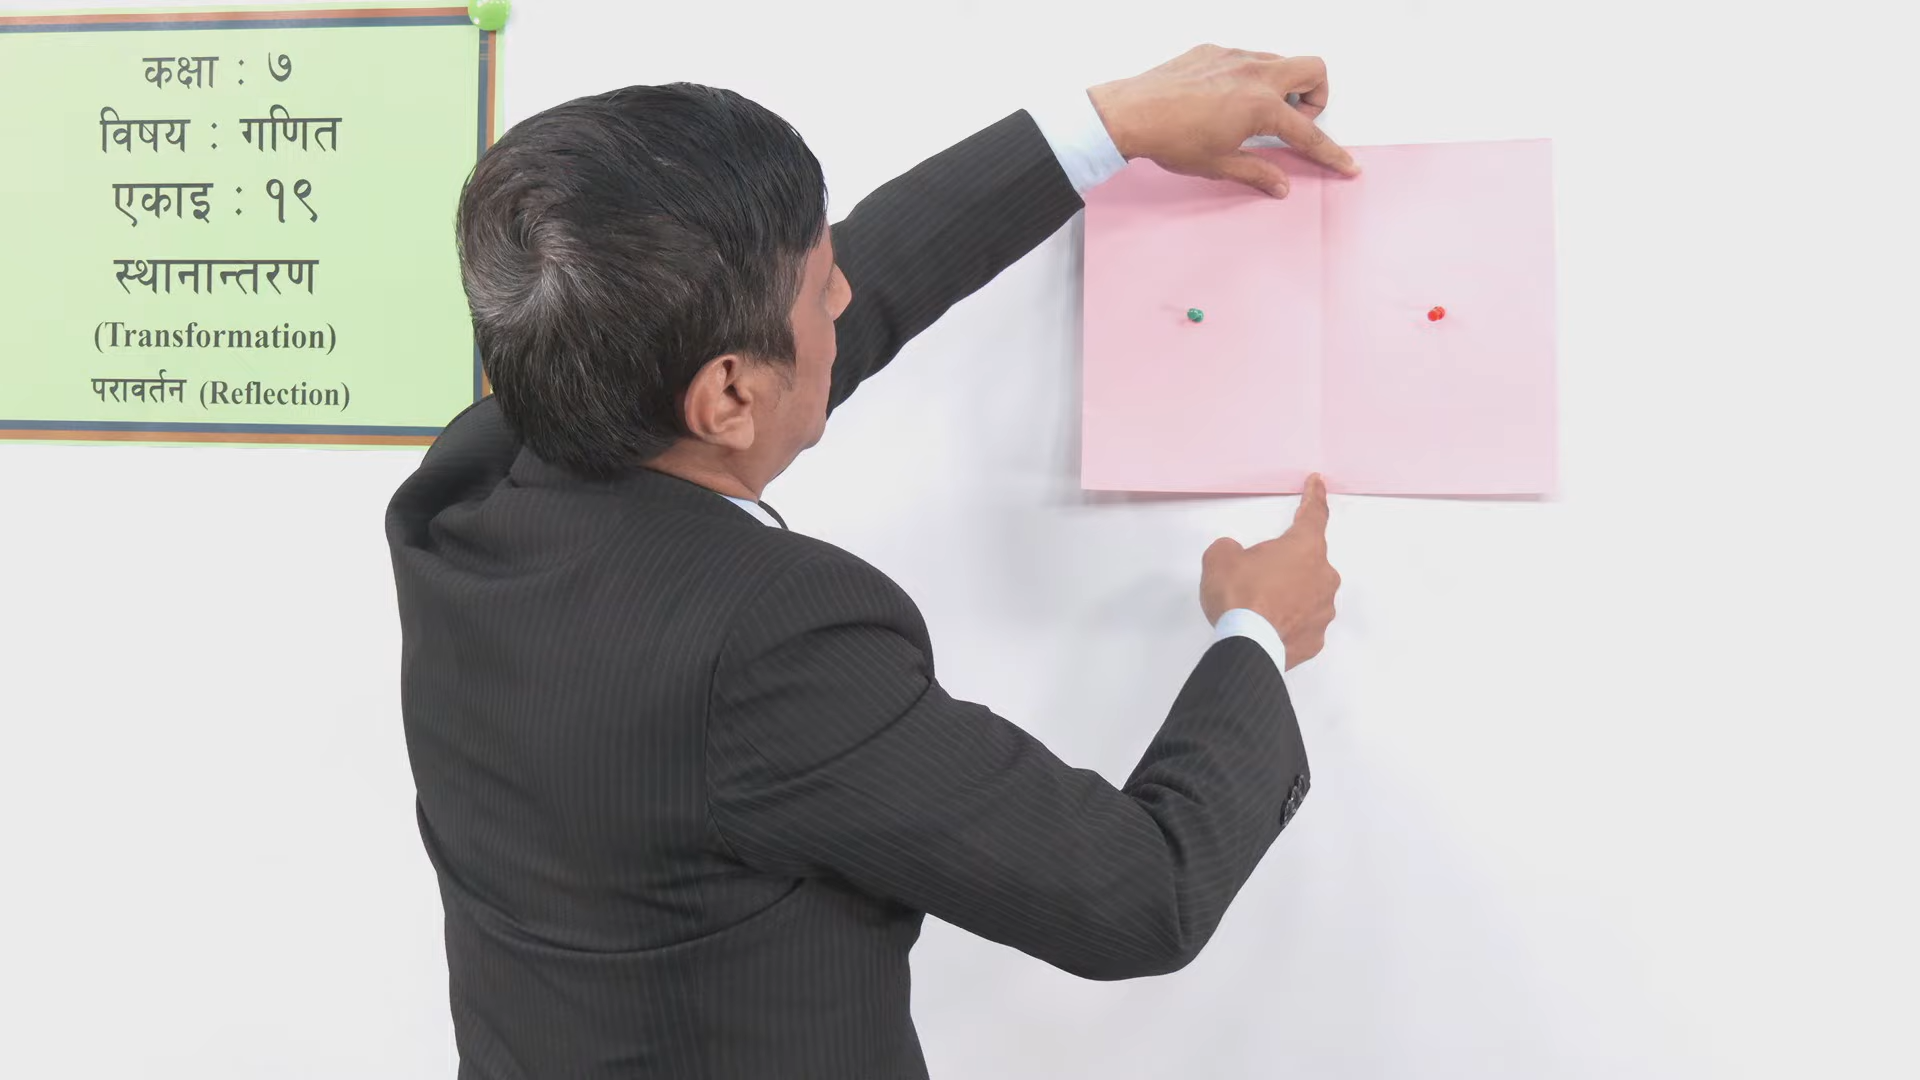 कक्षा : ७
विषय : गणित
एकाइ : १९
स्थानान्तरण
(Transformation)
परावर्तन (Reflection)